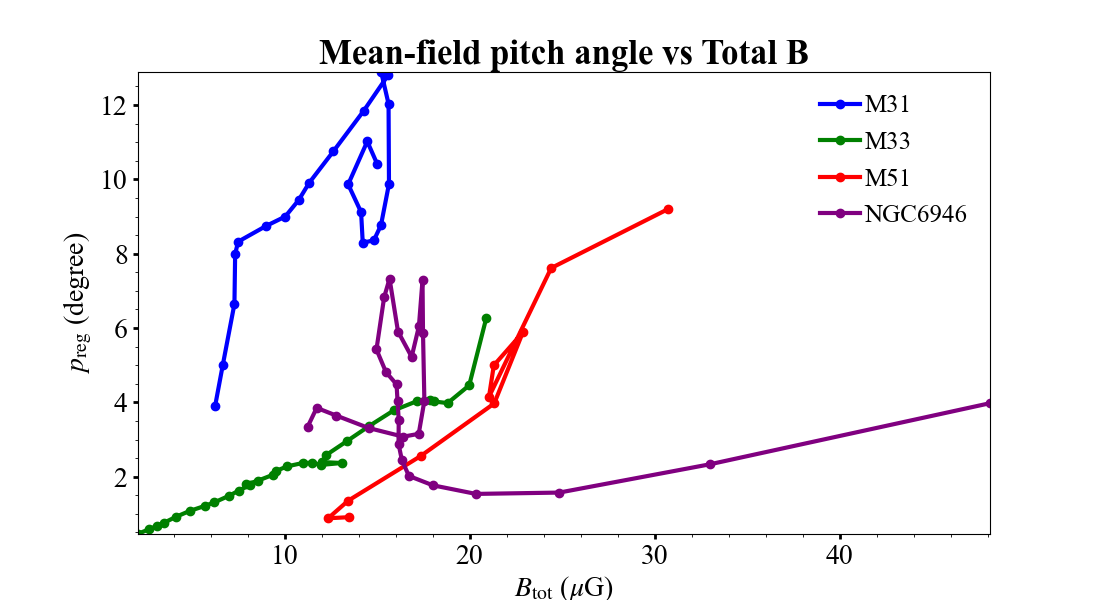 Mean-field pitch angle vs Total B
M31
M33
M51
NGC6946
p_reg (degree)
12
10
8
6
4
2
10 20 30 40
B_tot (μG)